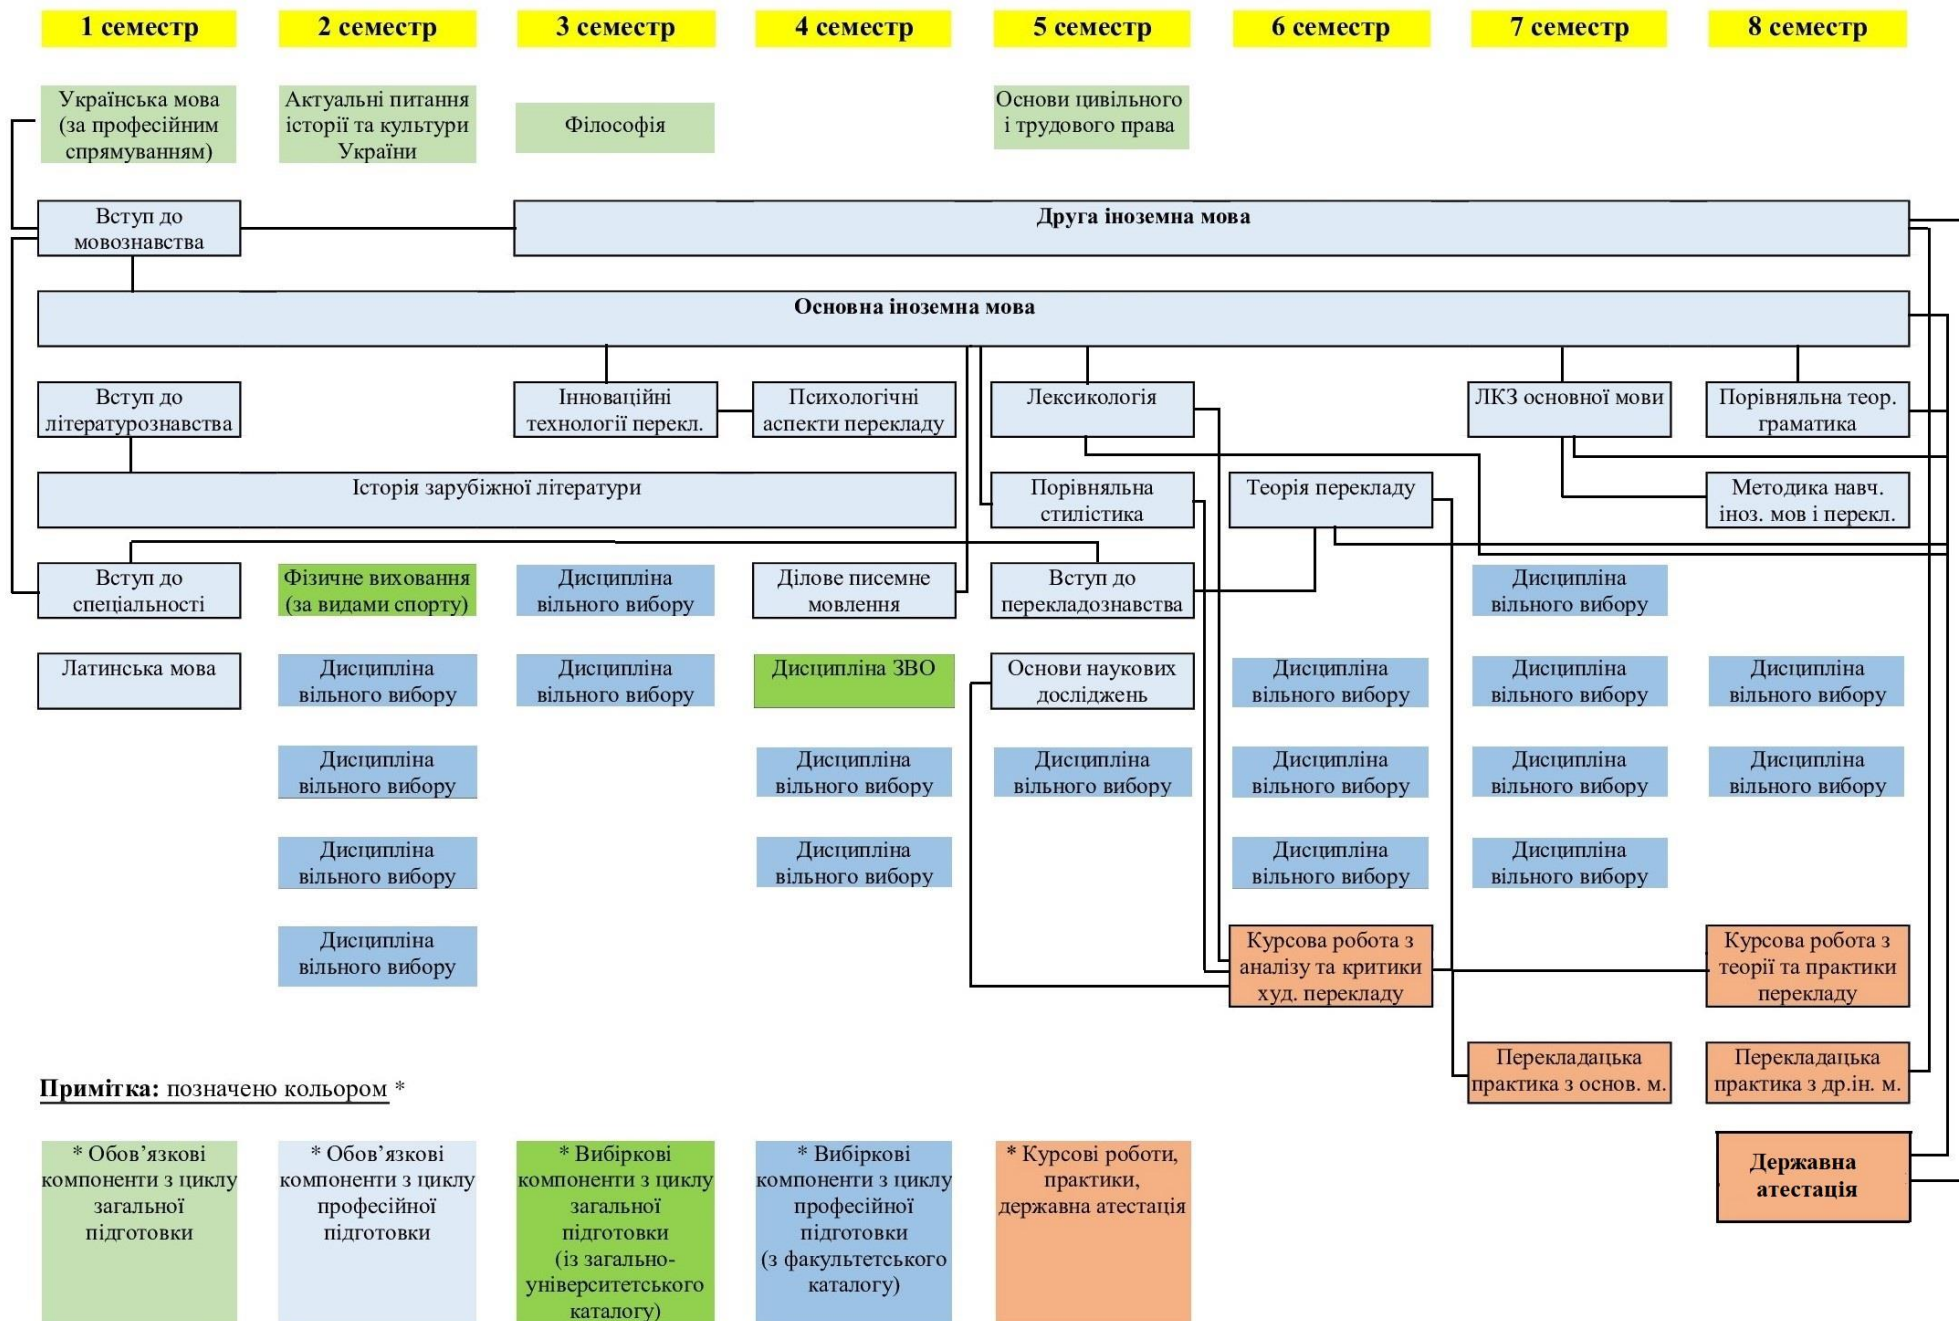 1 семестр
2 семестр
3 семестр
4 семестр
5 семестр
6 семестр
7 семестр
8 семестр
Українська мова
(за професійним
спрямуванням)
Актуальні питання
історії та культури
України
Філософія
Основи цивільного
і трудового права
Вступ до
мовознавства
Друга іноземна мова
Основна іноземна мова
Вступ до
літературознавства
Інноваційні
технології перекл.
Психологічні
аспекти перекладу
Лексикологія
ЛКЗ основної мови
Порівняльна теор.
граматика
Історія зарубіжної літератури
Порівняльна
стилістика
Теорія перекладу
Методика навч.
іноз. мов і перекл.
Вступ до
спеціальності
Фізичне виховання
(за видами спорту)
Дисципліна
вільного вибору
Ділове писемне
мовлення
Вступ до
перекладознавства
Дисципліна
вільного вибору
Латинська мова
Дисципліна
вільного вибору
Дисципліна
вільного вибору
Дисципліна ЗВО
Основи наукових
досліджень
Дисципліна
вільного вибору
Дисципліна
вільного вибору
Дисципліна
вільного вибору
Дисципліна
вільного вибору
Дисципліна
вільного вибору
Дисципліна
вільного вибору
Дисципліна
вільного вибору
Дисципліна
вільного вибору
Дисципліна
вільного вибору
Дисципліна
вільного вибору
Дисципліна
вільного вибору
Дисципліна
вільного вибору
Дисципліна
вільного вибору
Дисципліна
вільного вибору
Курсова робота з
аналізу та критики
худ. перекладу
Курсова робота з
теорії та практики
перекладу
Перекладацька
практика з основ. м.
Перекладацька
практика з др.ін. м.
Примітка: позначено кольором *
* Обов’язкові
компоненти з циклу
загальної
підготовки
* Обов’язкові
компоненти з циклу
професійної
підготовки
* Вибіркові
компоненти з циклу
загальної
підготовки
(із загально-
університетського
каталогу)
* Вибіркові
компоненти з циклу
професійної
підготовки
(з факультетського
каталогу)
* Курсові роботи,
практики,
державна атестація
Державна
атестація